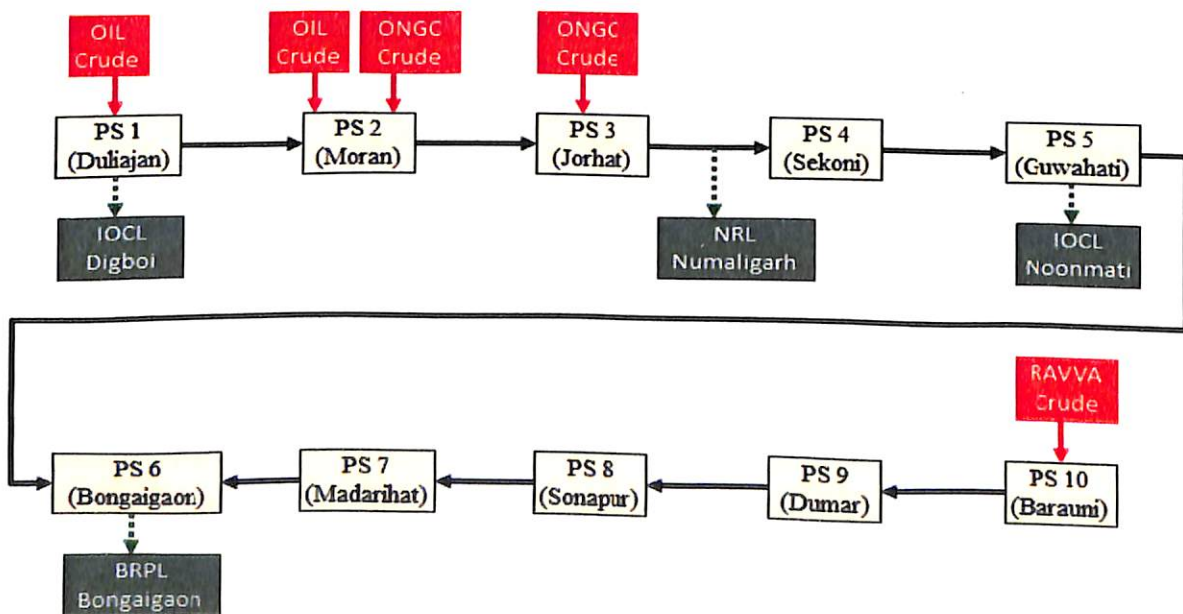 OIL
Crude
OIL
Crude
ONGC
Crude
ONGC
Crude
PS 1
(Duliajan)
PS 2
(Moran)
PS 3
(Jorhat)
PS 4
(Sekoni)
PS 5
(Guwahati)
IOCL
Digboi
NRL
Numaligarh
IOCL
Noonmati
RAVVA
Crude
PS 6
(Bongaigaon)
PS 7
(Madarihat)
PS 8
(Sonapur)
PS 9
(Dumar)
PS 10
(Barauni)
BRPL
Bongaigaon